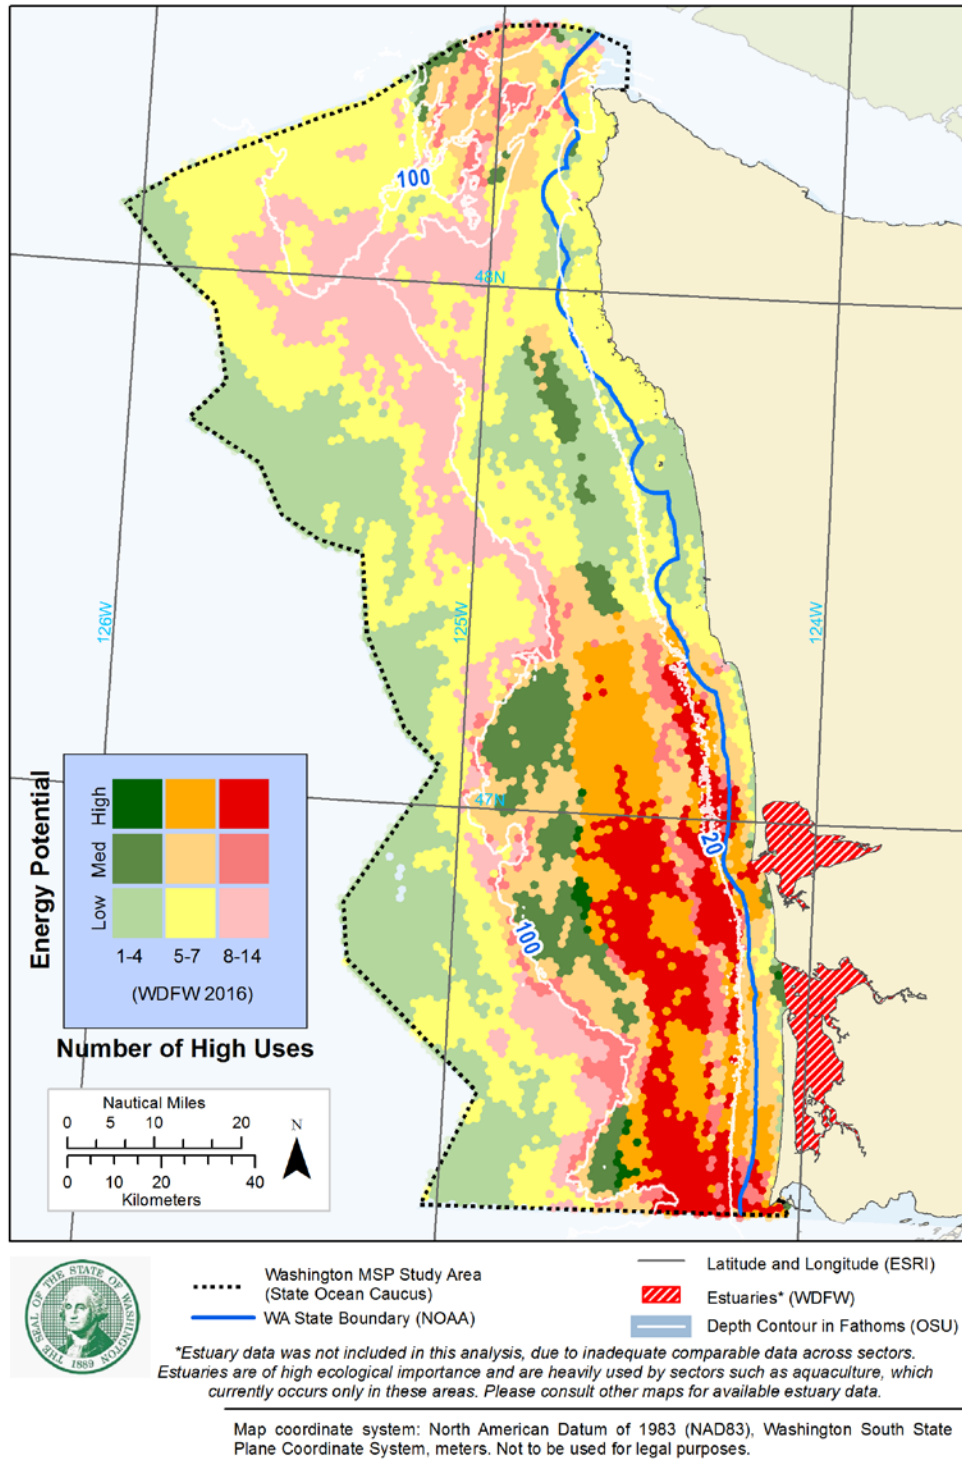 100
48N
126W
125W
124W
47N
20
100
Energy Potential
High
Med
Low
1-4 5-7 8-14
(WDFW 2016)
Number of High Uses
Nautical Miles
0 5 10 20
N
0 10 20 40
Kilometers
THE SEAL OF THE STATE OF WASHINGTON
1889
Washington MSP Study Area
(State Ocean Caucus)
WA State Boundary (NOAA)
Latitude and Longitude (ESRI)
Estuaries* (WDFW)
Depth Contour in Fathoms (OSU)
*Estuary data was not included in this analysis, due to inadequate comparable data across sectors.
Estuaries are of high ecological importance and are heavily used by sectors such as aquaculture, which
currently occurs only in these areas. Please consult other maps for available estuary data.
Map coordinate system: North American Datum of 1983 (NAD83), Washington South State
Plane Coordinate System, meters. Not to be used for legal purposes.